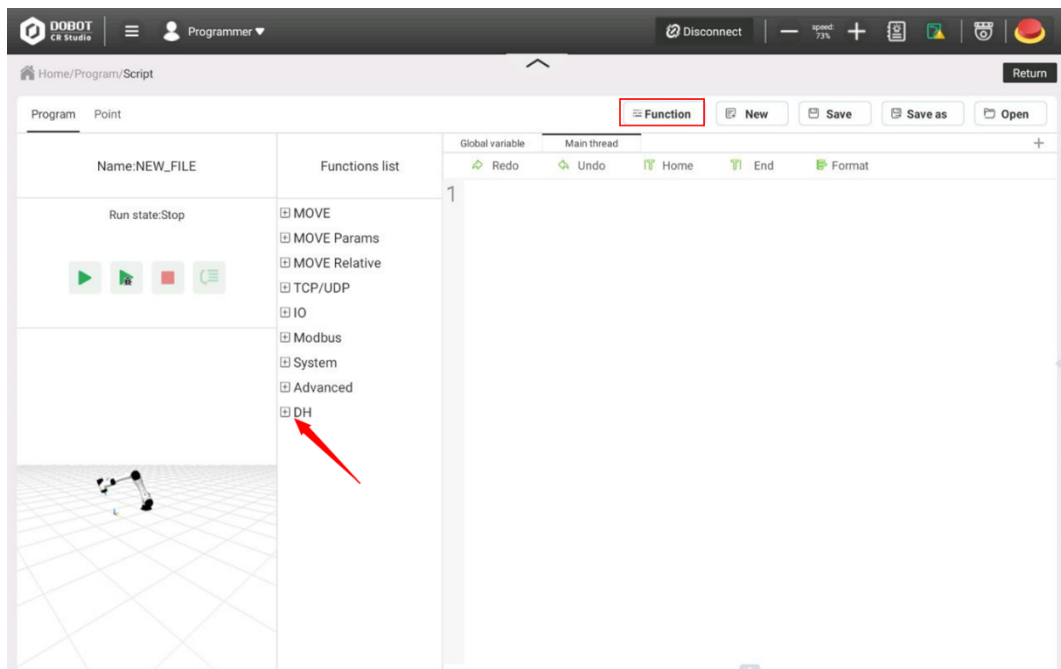 DOBOT
CR Studio
Programmer
Disconnect
speed:
73%
Home/Program/Script
Return
Program
Point
Function
New
Save
Save as
Open
Name:NEW_FILE
Functions list
Global variable
Main thread
Redo
Undo
Home
End
Format
1
Run state:Stop
MOVE
MOVE Params
MOVE Relative
TCP/UDP
IO
Modbus
System
Advanced
DH